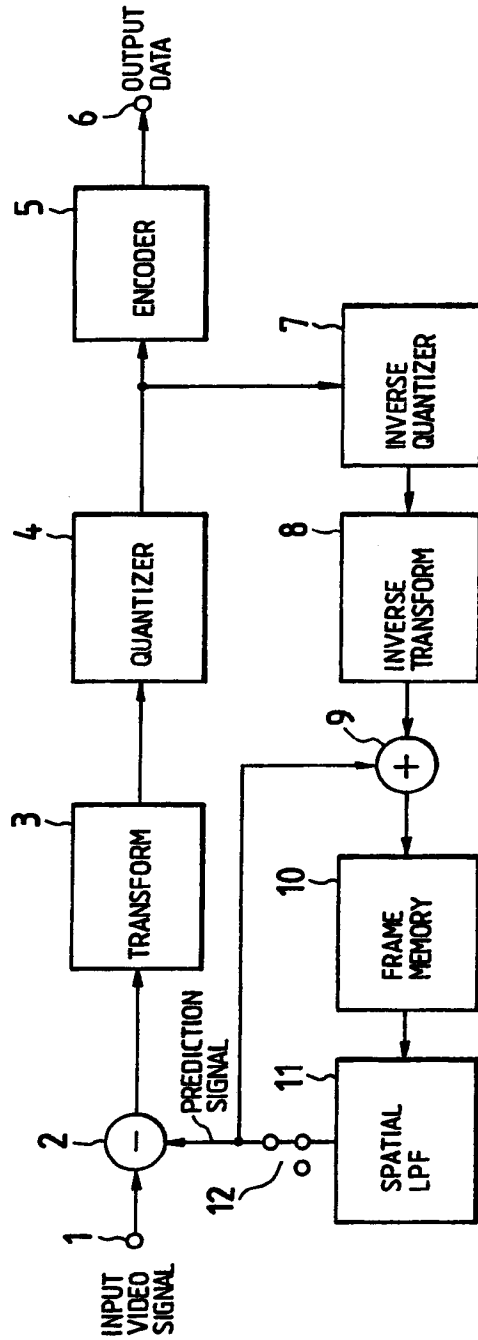 1
INPUT
VIDEO
SIGNAL
2
PREDICTION
SIGNAL
3
TRANSFORM
4
QUANTIZER
5
ENCODER
6
OUTPUT
DATA
7
INVERSE
QUANTIZER
8
INVERSE
TRANSFORM
9
+
10
FRAME
MEMORY
11
SPATIAL
LPF
12